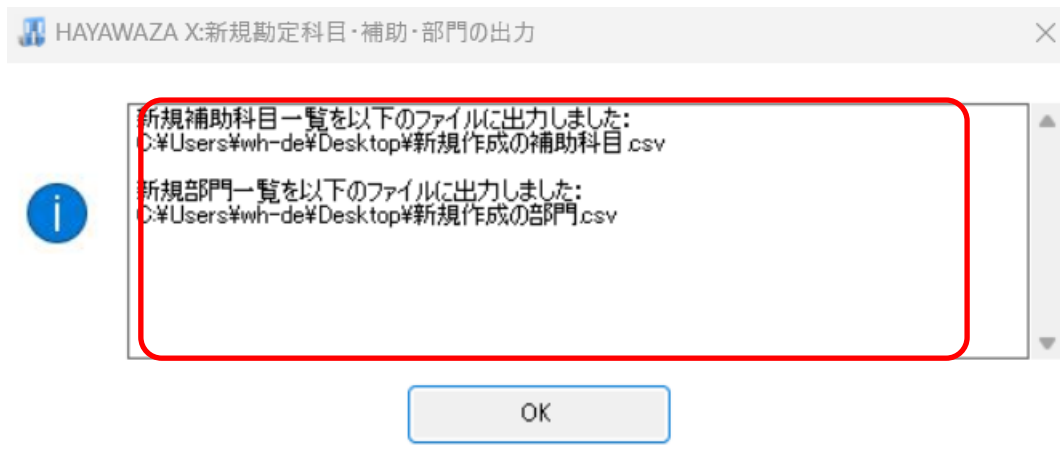 HAYAWAZA X:新規勘定科目・補助・部門の出力
新規補助科目一覧を以下のファイルに出力しました:
C:¥Users¥wh-de¥Desktop¥新規作成の補助科目.csv
新規部門一覧を以下のファイルに出力しました:
C:¥Users¥wh-de¥Desktop¥新規作成の部門.csv
OK